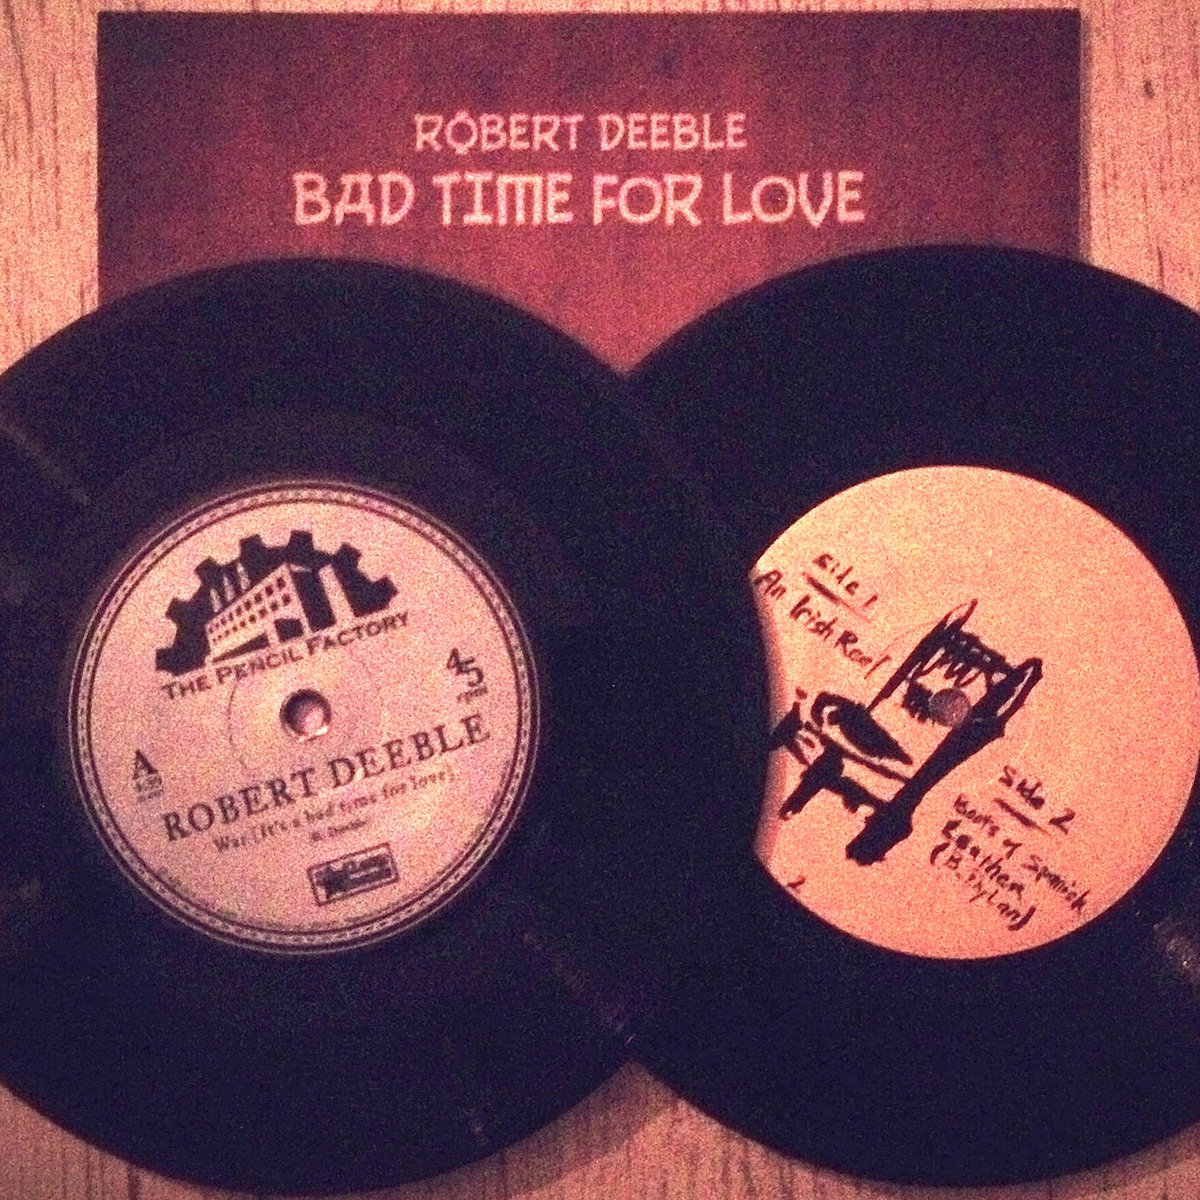 ROBERT DEEBLE
BAD TIME FOR LOVE
THE PENCIL FACTORY
45
A
ROBERT DEEBLE
War (it's a bad time for love)
Side 1
An Irish Reel
Side 2
Boots of Spanish
Leather
(B. Dylan)